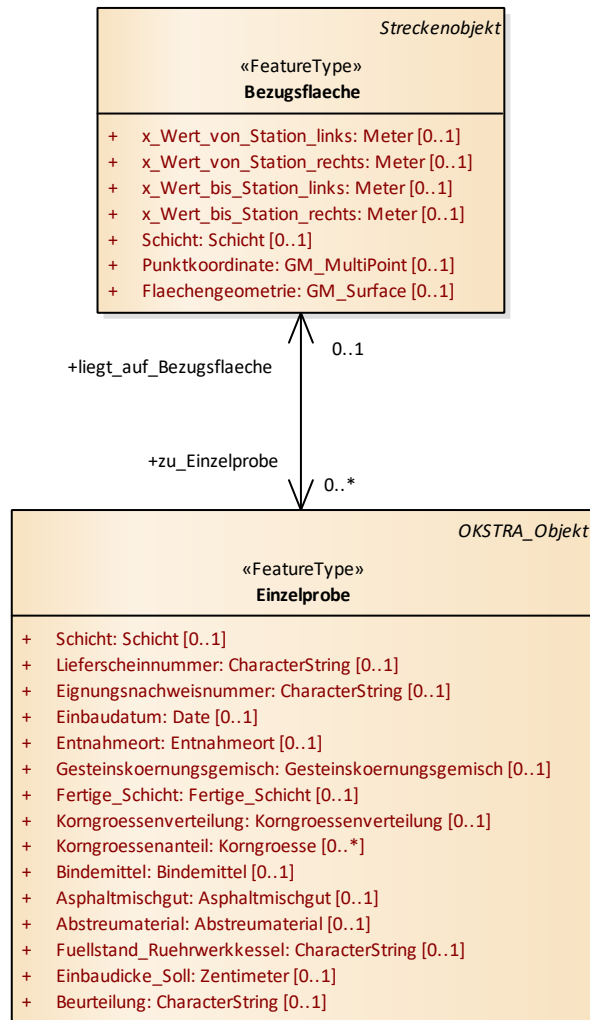 Streckenobjekt
«FeatureType»
Bezugsflaeche
+ x_Wert_von_Station_links: Meter [0..1]
+ x_Wert_von_Station_rechts: Meter [0..1]
+ x_Wert_bis_Station_links: Meter [0..1]
+ x_Wert_bis_Station_rechts: Meter [0..1]
+ Schicht: Schicht [0..1]
+ Punktkoordinate: GM_MultiPoint [0..1]
+ Flaechengeometrie: GM_Surface [0..1]
0..1
+liegt_auf_Bezugsflaeche
+zu_Einzelprobe
0..*
OKSTRA_Objekt
«FeatureType»
Einzelprobe
+ Schicht: Schicht [0..1]
+ Lieferscheinnummer: CharacterString [0..1]
+ Eignungsnachweisnummer: CharacterString [0..1]
+ Einbaudatum: Date [0..1]
+ Entnahmeort: Entnahmeort [0..1]
+ Gesteinskoernungsgemisch: Gesteinskoernungsgemisch [0..1]
+ Fertige_Schicht: Fertige_Schicht [0..1]
+ Korngroessenverteilung: Korngroessenverteilung [0..1]
+ Korngroessenanteil: Korngroesse [0..*]
+ Bindemittel: Bindemittel [0..1]
+ Asphaltmischgut: Asphaltmischgut [0..1]
+ Abstreumaterial: Abstreumaterial [0..1]
+ Fuellstand_Ruehrwerkkessel: CharacterString [0..1]
+ Einbaudicke_Soll: Zentimeter [0..1]
+ Beurteilung: CharacterString [0..1]